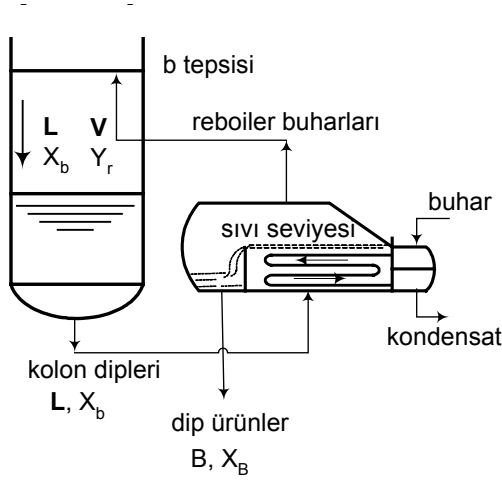 b tepsisi
L V
X_b Y_r
reboiler buharları
buhar
sıvı seviyesi
kondensat
kolon dipleri
L, X_b
dip ürünler
B, X_B